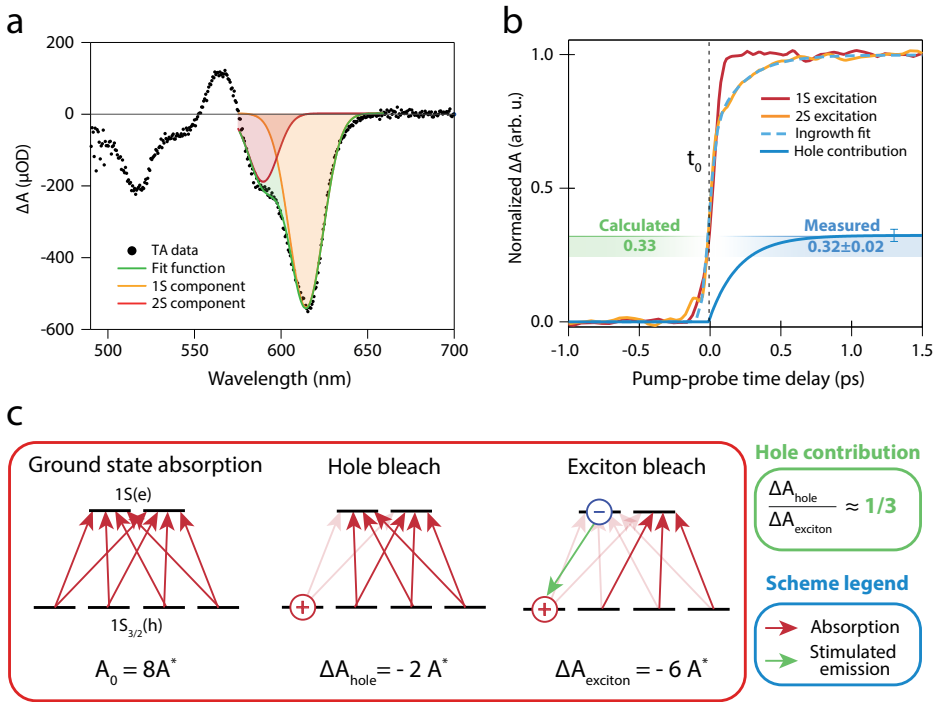 a
200
0
-200
-400
-600
ΔA (μOD)
TA data
Fit function
1S component
2S component
500
550
600
650
700
Wavelength (nm)
b
1.0
0.5
0.0
Normalized ΔA (arb. u.)
1S excitation
2S excitation
Ingrowth fit
Hole contribution
t₀
Calculated
0.33
Measured
0.32±0.02
-1.0
-0.5
0.0
0.5
1.0
1.5
Pump-probe time delay (ps)
c
Ground state absorption
1S(e)
1S₃/₂(h)
A₀ = 8A*
Hole bleach
+
ΔA_hole = - 2 A*
Exciton bleach
−
+
ΔA_exciton = - 6 A*
Hole contribution
ΔA_hole
ΔA_exciton
≈ 1/3
Scheme legend
Absorption
Stimulated
emission